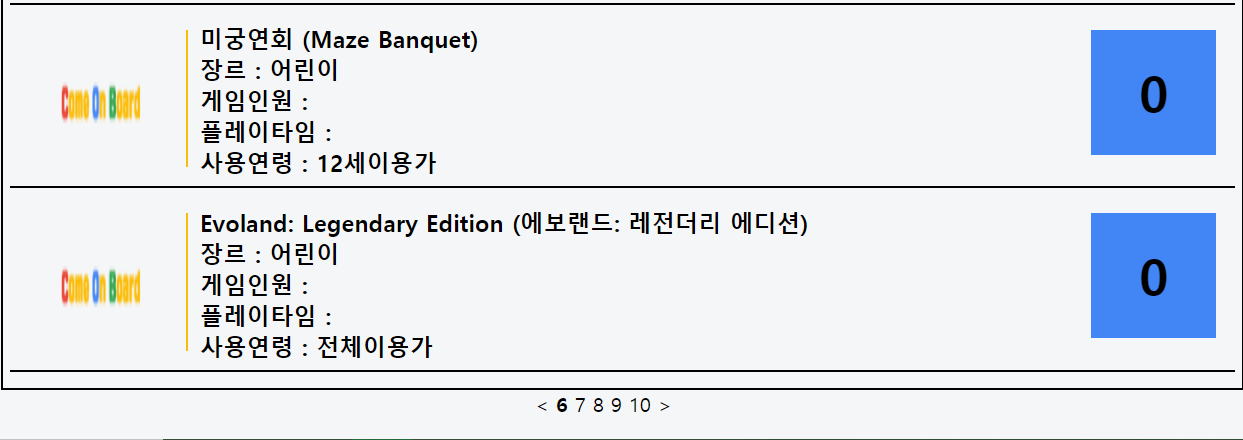 Come On Board
미궁연회 (Maze Banquet)
장르 : 어린이
게임인원 :
플레이타임 :
사용연령 : 12세이용가
0
Come On Board
Evoland: Legendary Edition (에보랜드: 레전더리 에디션)
장르 : 어린이
게임인원 :
플레이타임 :
사용연령 : 전체이용가
0
< 6 7 8 9 10 >